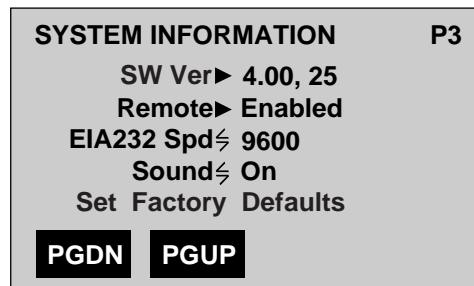 SYSTEM INFORMATION P3
SW Ver► 4.00, 25
Remote► Enabled
EIA232 Spd⭍ 9600
Sound⭍ On
Set Factory Defaults
PGDN PGUP